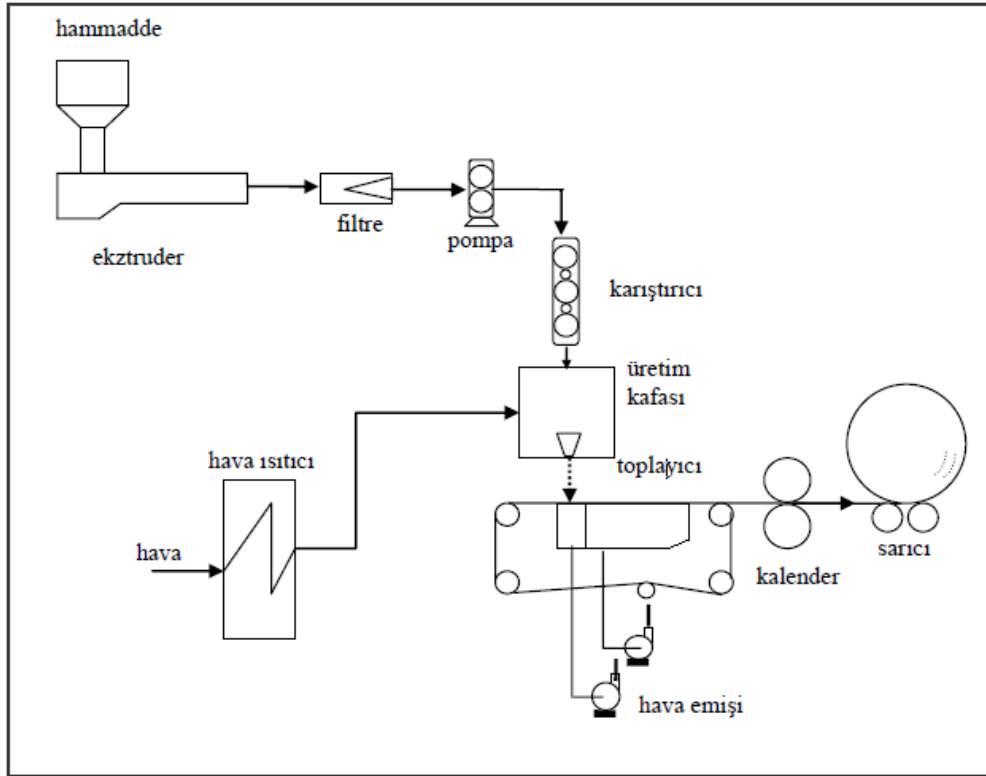 hammadde
ekztruder
filtre
pompa
karıştırıcı
üretim
kafası
toplayıcı
hava ısıtıcı
hava
kalender
sarıcı
hava emişi